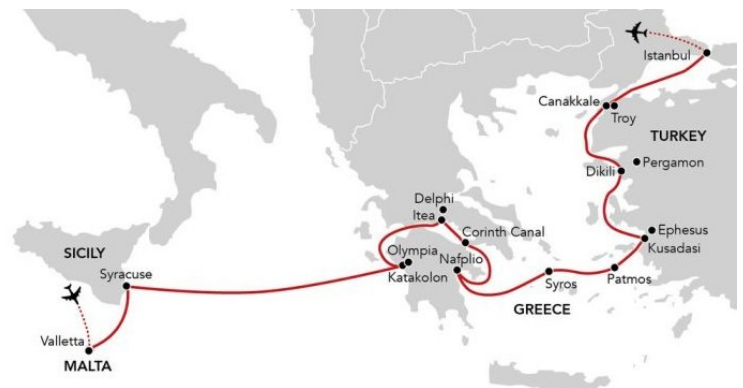 Istanbul
Canakkale
Troy
TURKEY
Pergamon
Dikili
Delphi
Itea
Ephesus
Corinth Canal
Kusadasi
SICILY
Olympia
Nafplio
Katakolon
Syracuse
Syros
Patmos
GREECE
Valletta
MALTA